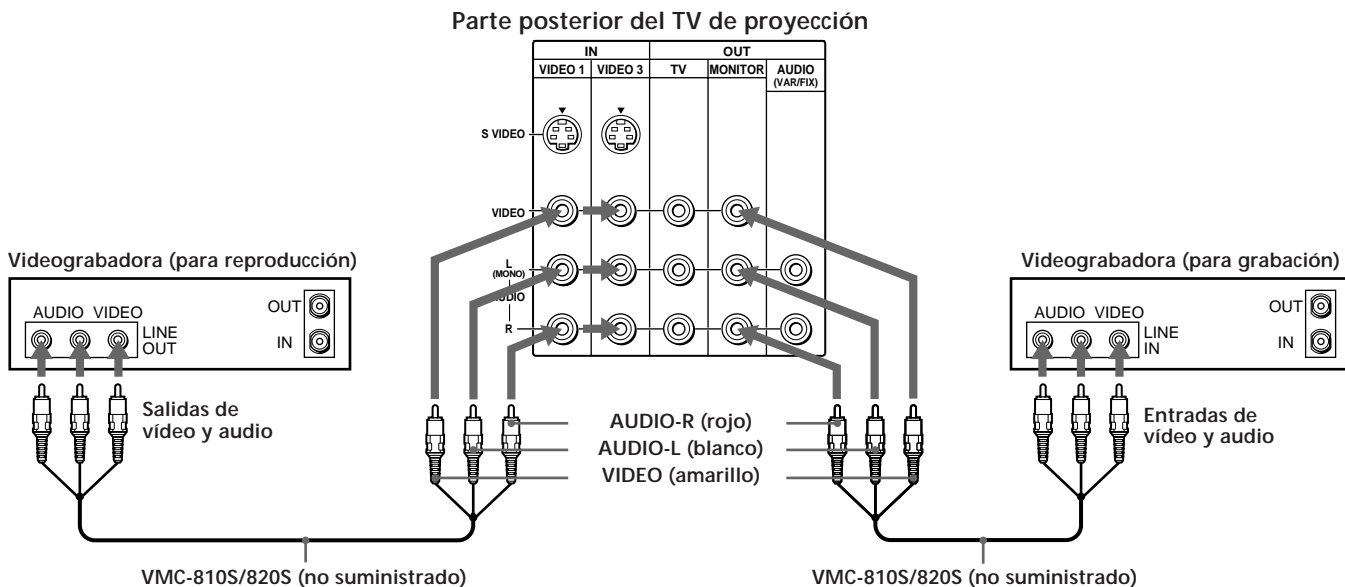 Parte posterior del TV de proyección
IN
OUT
VIDEO 1
VIDEO 3
TV
MONITOR
AUDIO
(VAR/FIX)
S VIDEO
VIDEO
L
(MONO)
AUDIO
R
Videograbadora (para reproducción)
AUDIO VIDEO
LINE
OUT
OUT
IN
Salidas de
vídeo y audio
Videograbadora (para grabación)
AUDIO VIDEO
LINE
IN
OUT
IN
Entradas de
vídeo y audio
AUDIO-R (rojo)
AUDIO-L (blanco)
VIDEO (amarillo)
VMC-810S/820S (no suministrado)
VMC-810S/820S (no suministrado)